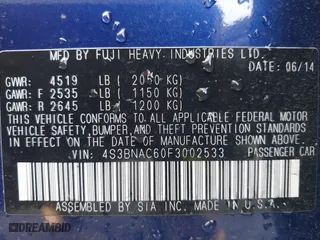 MFD BY FUJI HEAVY INDUSTRIES LTD.
DATE: 06/14
GVWR: 4519 LB ( 2050 KG)
GAWR: F 2535 LB ( 1150 KG)
GAWR: R 2645 LB ( 1200 KG)
THIS VEHICLE CONFORMS TO ALL APPLICABLE FEDERAL MOTOR
VEHICLE SAFETY, BUMPER, AND THEFT PREVENTION STANDARDS
IN EFFECT ON THE DATE OF MANUFACTURE SHOWN ABOVE.
VIN: 4S3BNAC60F3002533 PASSENGER CAR
ASSEMBLED BY SIA INC. MADE IN U.S.A.
DREAMBID